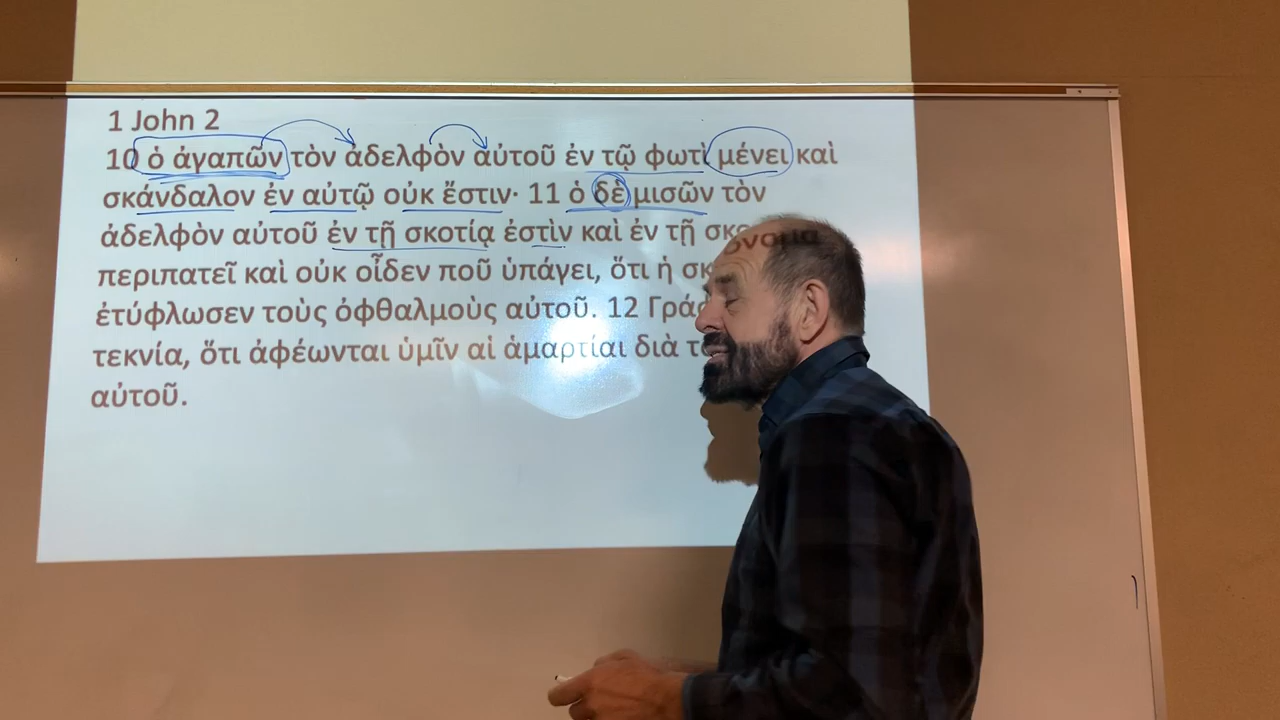 1 John 2
10 ὁ ἀγαπῶν τὸν ἀδελφὸν αὐτοῦ ἐν τῷ φωτὶ μένει καὶ
σκάνδαλον ἐν αὐτῷ οὐκ ἔστιν· 11 ὁ δὲ μισῶν τὸν
ἀδελφὸν αὐτοῦ ἐν τῇ σκοτίᾳ ἐστὶν καὶ ἐν τῇ
περιπατεῖ καὶ οὐκ οἶδεν ποῦ ὑπάγει, ὅτι ἡ
ἐτύφλωσεν τοὺς ὀφθαλμοὺς αὐτοῦ. 12
τεκνία, ὅτι ἀφέωνται ὑμῖν αἱ ἁμαρτίαι διὰ ὄνομα
αὐτοῦ.